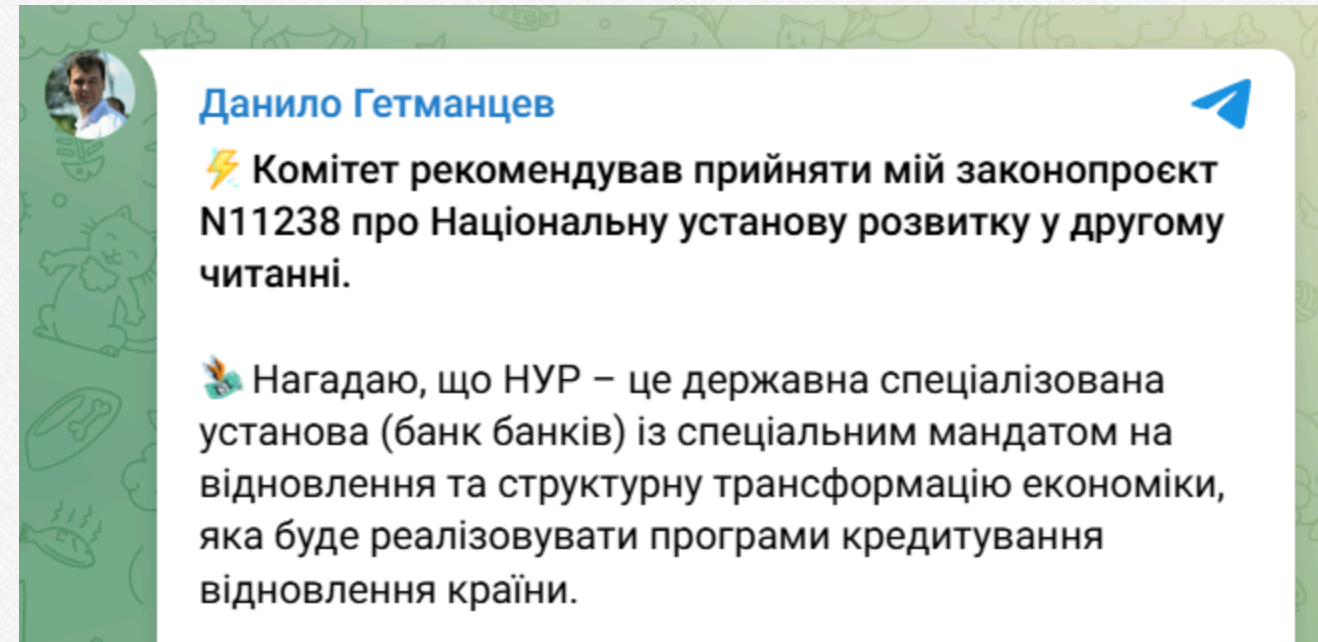 Данило Гетманцев
⚡ Комітет рекомендував прийняти мій законопроєкт
N11238 про Національну установу розвитку у другому
читанні.
💸 Нагадаю, що НУР – це державна спеціалізована
установа (банк банків) із спеціальним мандатом на
відновлення та структурну трансформацію економіки,
яка буде реалізовувати програми кредитування
відновлення країни.